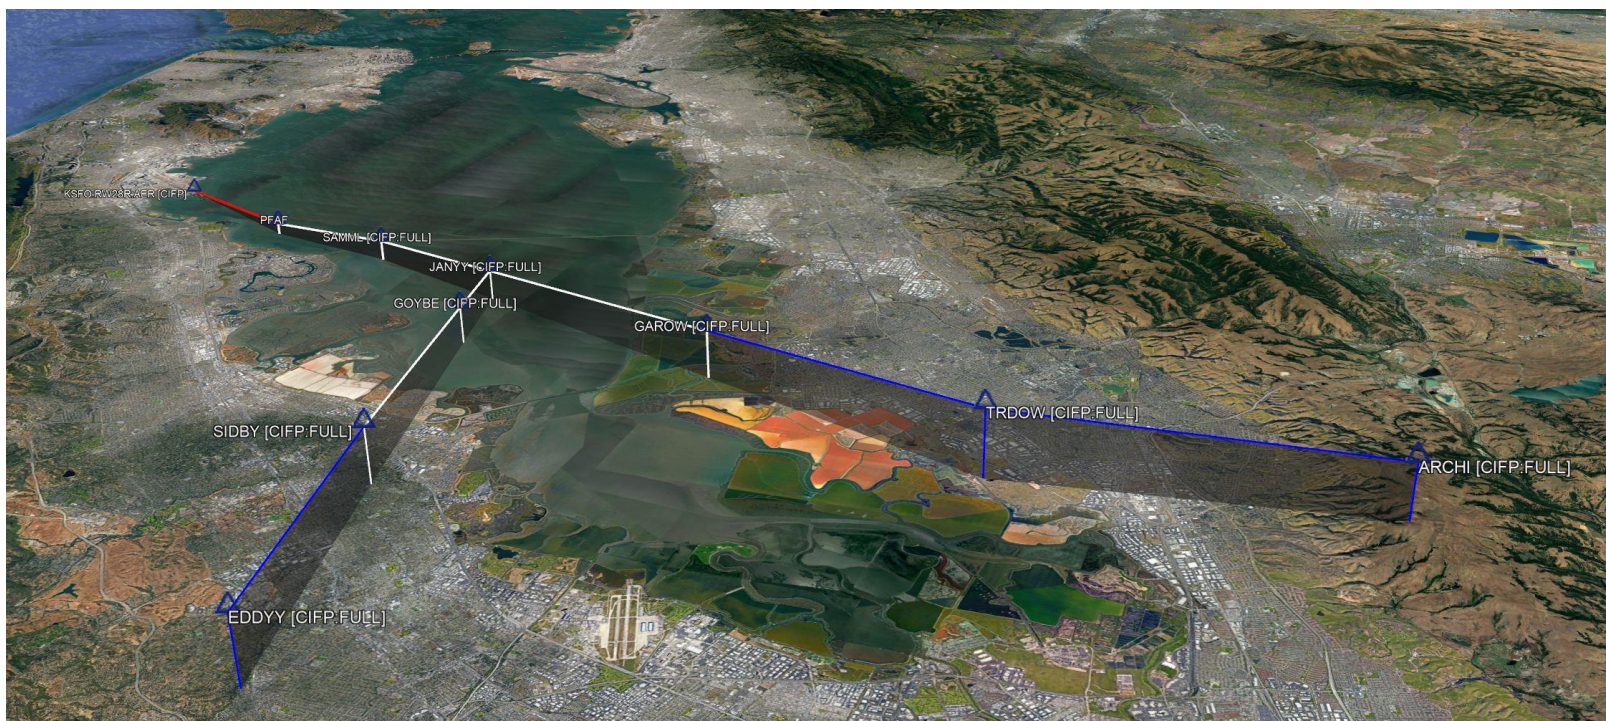 KSFO-RW28R-AER [CIFP]
PFAF
SAMML [CIFP:FULL]
JANYY [CIFP:FULL]
GOYBE [CIFP:FULL]
GAROW [CIFP:FULL]
TRDOW [CIFP:FULL]
SIDBY [CIFP:FULL]
ARCHI [CIFP:FULL]
EDDYY [CIFP:FULL]